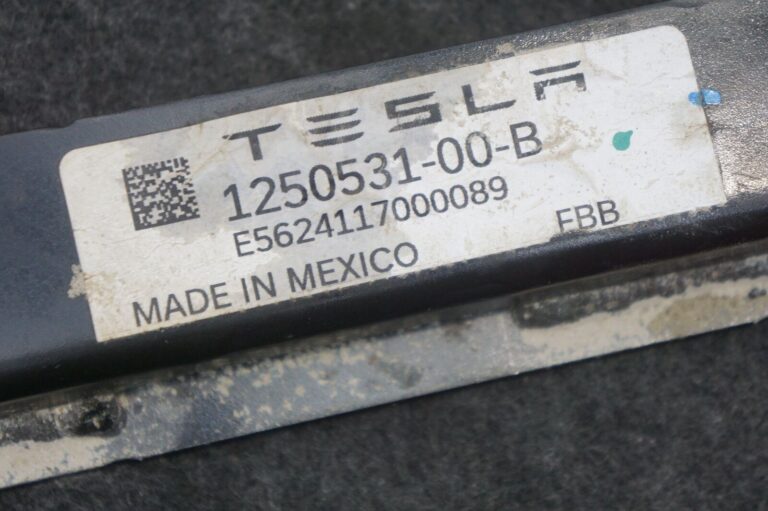 TESLA
1250531-00-B
E5624117000089
FBB
MADE IN MEXICO